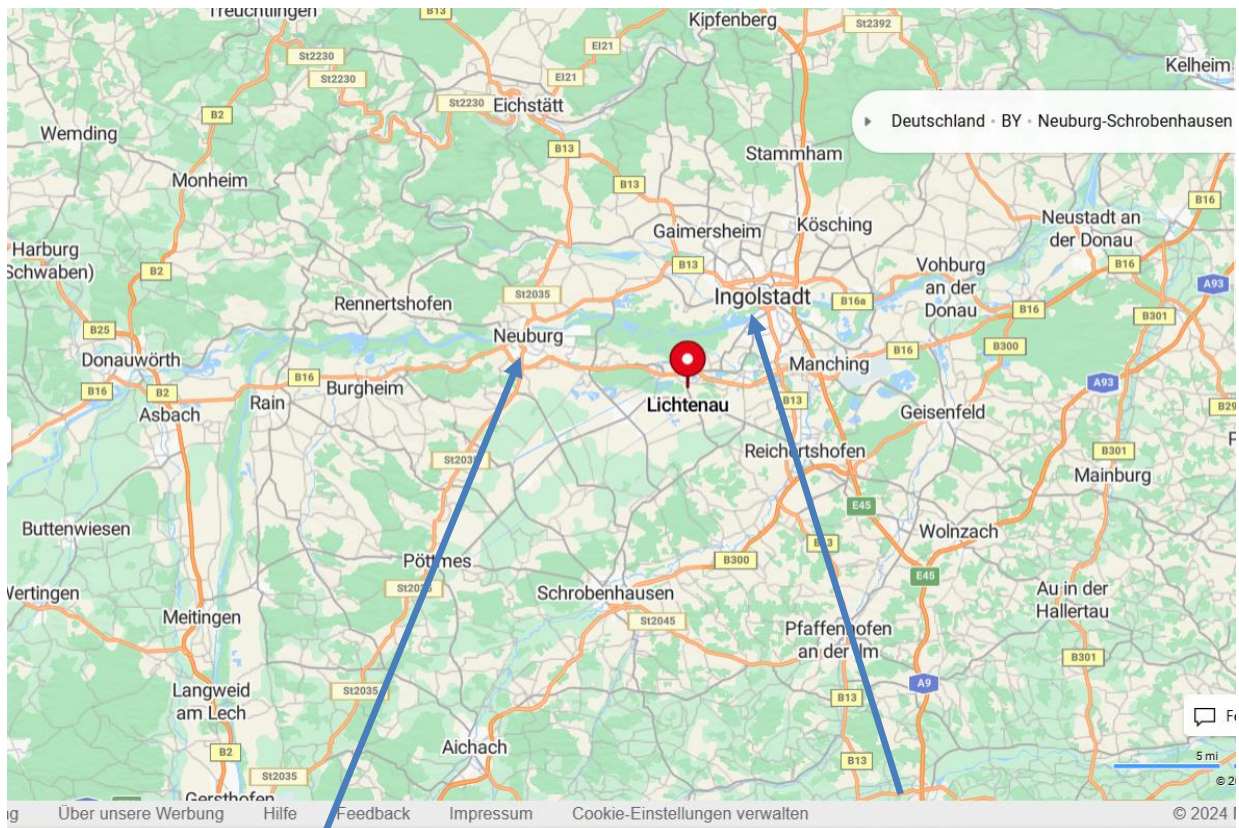 Treuchtlingen
B13
Kipfenberg
St2392
St2230
EI21
Kelheim
St2230
EI21
St2230
Eichstätt
B2
Deutschland • BY • Neuburg-Schrobenhausen
Wemding
B13
Stammham
Monheim
B13
B16
Neustadt an
der Donau
Gaimersheim
Kösching
Harburg
(Schwaben)
B2
B13
Vohburg
an der
Donau
B16
A93
St2035
Ingolstadt
Rennertshofen
B16a
B16
B301
B25
Neuburg
Donauwörth
B300
Manching
B16
B16
B16
B2
Burgheim
A93
Rain
Lichtenau
B13
Asbach
Geisenfeld
Reichertshofen
B301
St2035
Mainburg
E45
Buttenwiesen
Wolnzach
B13
Pöttmes
B300
E45
St2035
Schrobenhausen
Au in der
Hallertau
Wertingen
Meitingen
St2045
Pfaffenhofen
an der Ilm
B301
A9
St2035
Langweid
am Lech
B13
Aichach
B2
B13
5 mi
St2035
Gersthofen
Über unsere Werbung Hilfe Feedback Impressum Cookie-Einstellungen verwalten © 2024